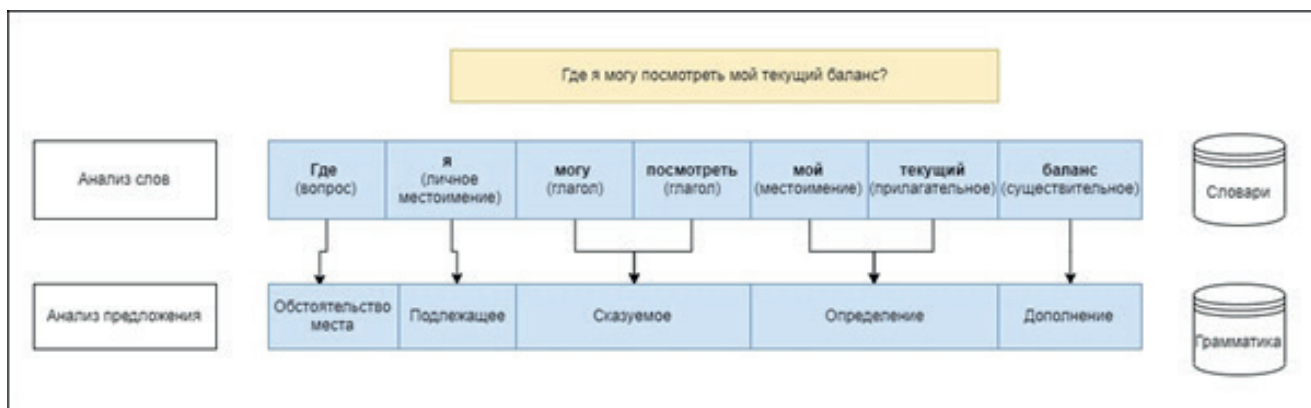 Где я могу посмотреть мой текущий баланс?
Анализ слов
Где
(вопрос)
я
(личное
местоимение)
могу
(глагол)
посмотреть
(глагол)
мой
(местоимение)
текущий
(прилагательное)
баланс
(существительное)
Словари
Анализ предложения
Обстоятельство
места
Подлежащее
Сказуемое
Определение
Дополнение
Грамматика